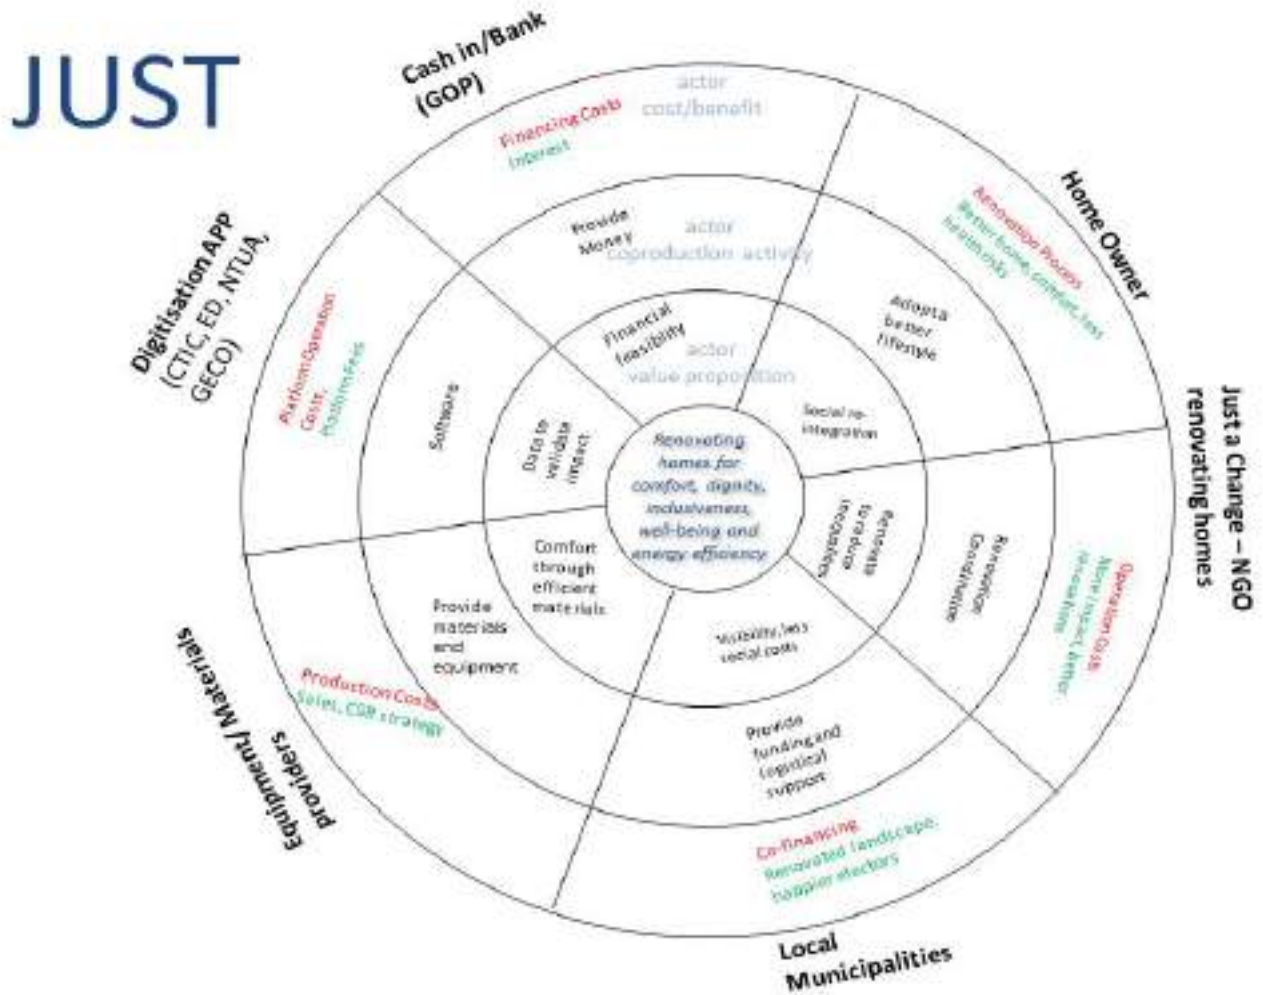 JUST
Cash in/Bank
(GOP)
actor
cost/benefit
Financing Costs
Interest
Provide
Money
actor
coproduction activity
Financial
feasibility
actor
value proposition
Home Owner
Renovation Process
Better home, comfort, less
health risks
Adopt a
better
lifestyle
Social re-
integration
Just a Change – NGO
renovating homes
Operation Costs
More impact, better
renovations
Renovation
Coordination
Renovate
to reduce
inequalities
Local
Municipalities
Co-financing
Renovated landscape,
happier electors
Provide
funding and
(logistical)
support
Visibility, less
social costs
Equipment/ Materials
providers
Production Costs
Sales, CSR strategy
Provide
materials
and
equipment
Comfort
through
efficient
materials
Digitisation APP
(CTIC, ED, NTUA,
GECO)
Platform Operation
Costs,
Platform Fees
Software
Data to
validate
impact
Renovating
homes for
comfort, dignity,
inclusiveness,
well-being and
energy efficiency